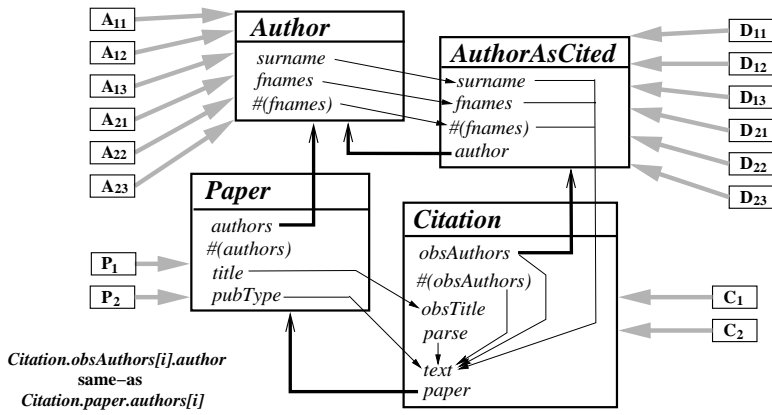 A11
A12
A13
A21
A22
A23
Author
surname
fnames
#(fnames)
AuthorAsCited
surname
fnames
#(fnames)
author
D11
D12
D13
D21
D22
D23
Paper
authors
#(authors)
title
pubType
P1
P2
Citation
obsAuthors
#(obsAuthors)
obsTitle
parse
text
paper
C1
C2
Citation.obsAuthors[i].author
same−as
Citation.paper.authors[i]